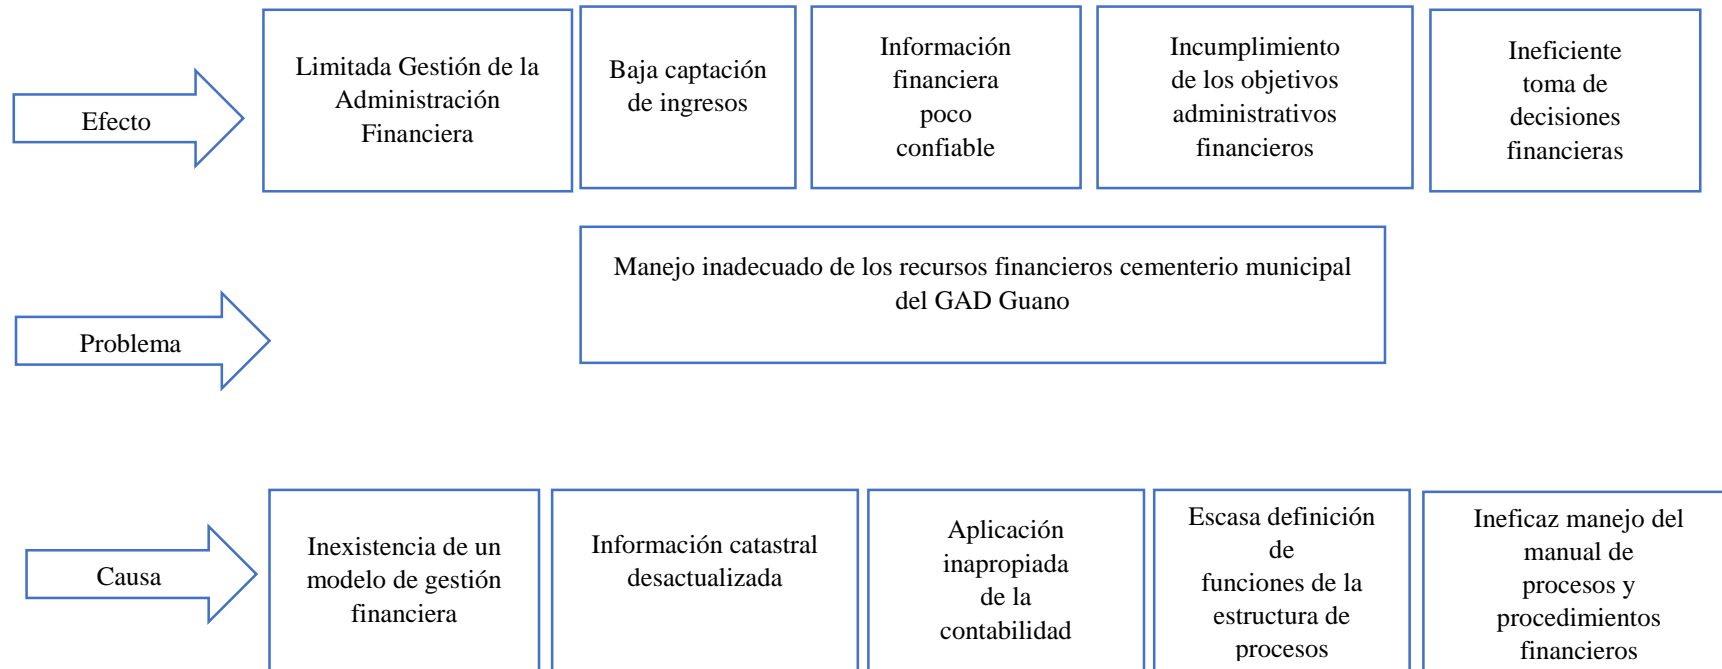 Efecto
Limitada Gestión de la
Administración
Financiera
Baja captación
de ingresos
Información
financiera
poco
confiable
Incumplimiento
de los objetivos
administrativos
financieros
Ineficiente
toma de
decisiones
financieras
Problema
Manejo inadecuado de los recursos financieros cementerio municipal
del GAD Guano
Causa
Inexistencia de un
modelo de gestión
financiera
Información catastral
desactualizada
Aplicación
inapropiada
de la
contabilidad
Escasa definición
de
funciones de la
estructura de
procesos
Ineficaz manejo del
manual de
procesos y
procedimientos
financieros